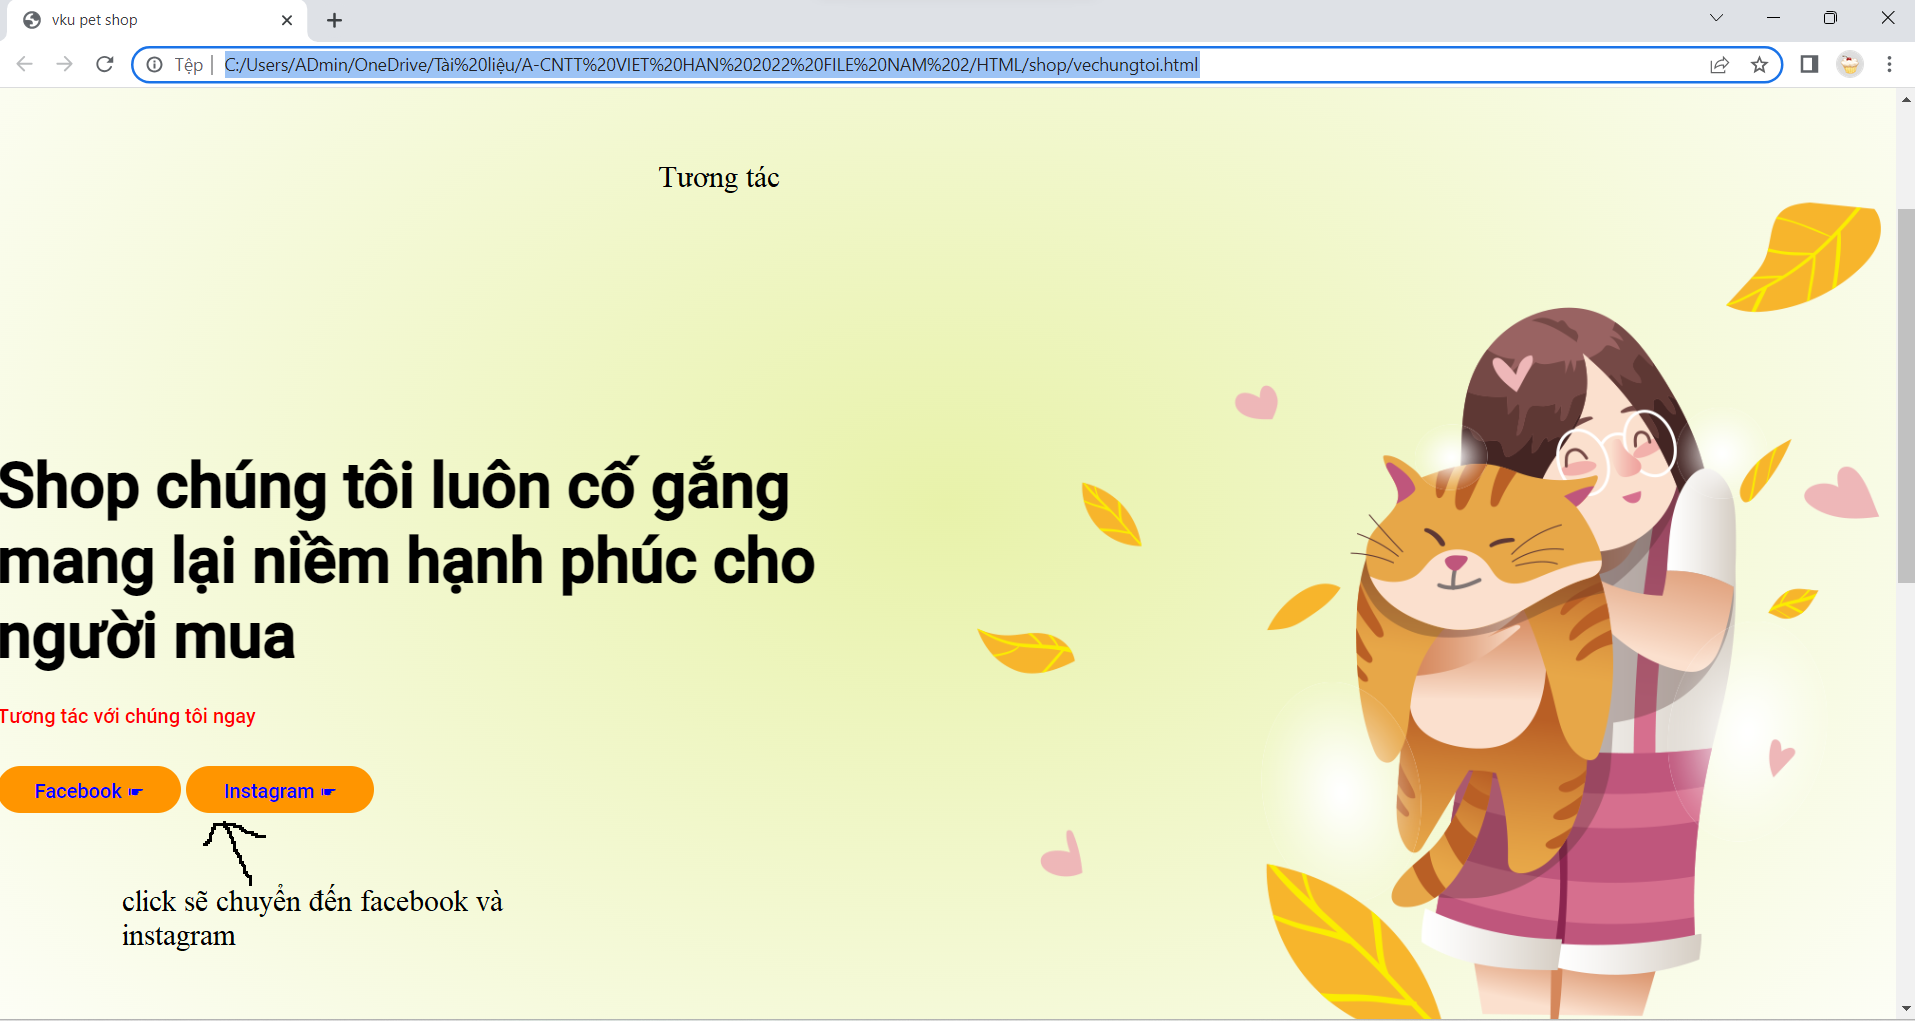 vku pet shop
Tệp
C:/Users/ADmin/OneDrive/Tài%20liệu/A-CNTT%20VIET%20HAN%202022%20FILE%20NAM%202/HTML/shop/vechungtoi.html
Tương tác
Shop chúng tôi luôn cố gắng
mang lại niềm hạnh phúc cho
người mua
Tương tác với chúng tôi ngay
Facebook ☛ Instagram ☛
click sẽ chuyển đến facebook và
instagram